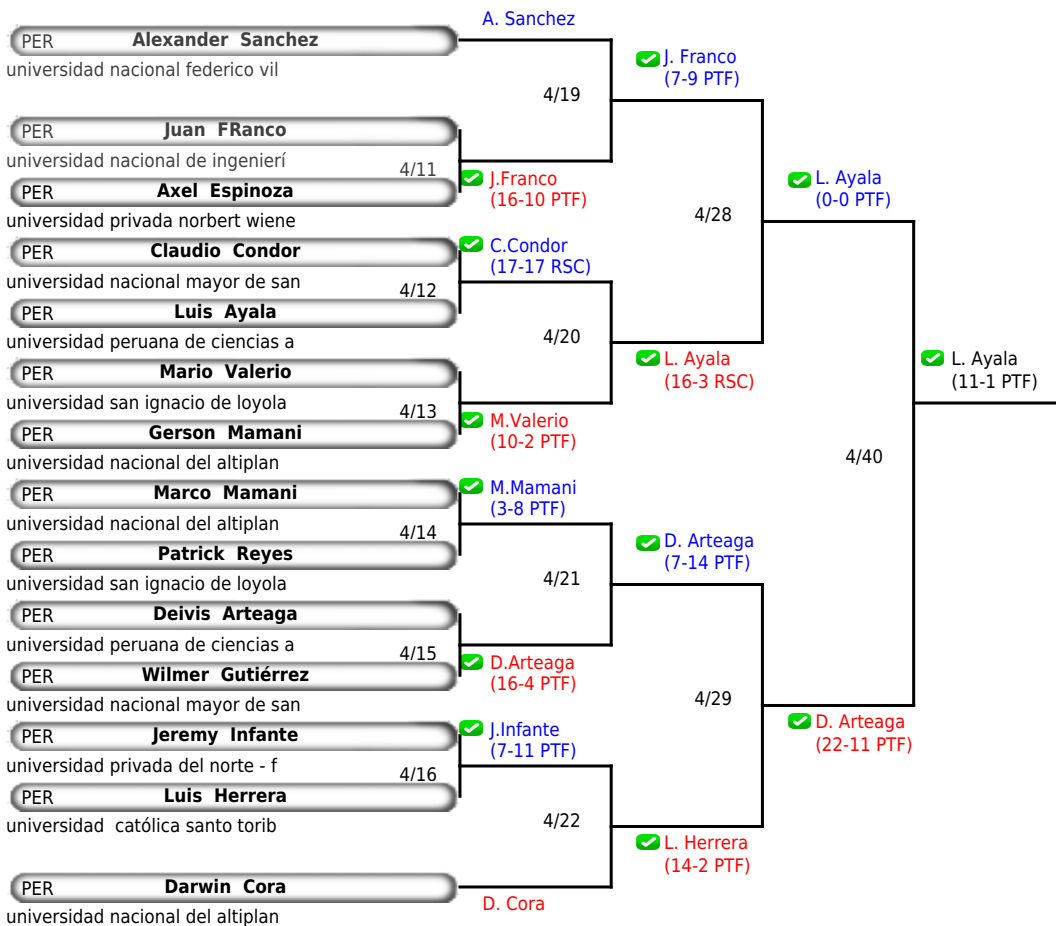 A. Sanchez
PER Alexander Sanchez
universidad nacional federico vil
J. Franco
(7-9 PTF)
4/19
PER Juan FRanco
universidad nacional de ingenierí
4/11
J.Franco
(16-10 PTF)
PER Axel Espinoza
universidad privada norbert wiene
L. Ayala
(0-0 PTF)
4/28
PER Claudio Condor
C.Condor
(17-17 RSC)
universidad nacional mayor de san
4/12
PER Luis Ayala
universidad peruana de ciencias a
4/20
L. Ayala
(16-3 RSC)
L. Ayala
(11-1 PTF)
PER Mario Valerio
universidad san ignacio de loyola
4/13
M.Valerio
(10-2 PTF)
PER Gerson Mamani
universidad nacional del altiplan
4/40
PER Marco Mamani
M.Mamani
(3-8 PTF)
universidad nacional del altiplan
4/14
PER Patrick Reyes
universidad san ignacio de loyola
D. Arteaga
(7-14 PTF)
4/21
PER Deivis Arteaga
universidad peruana de ciencias a
4/15
D.Arteaga
(16-4 PTF)
PER Wilmer Gutiérrez
universidad nacional mayor de san
4/29
D. Arteaga
(22-11 PTF)
PER Jeremy Infante
J.Infante
(7-11 PTF)
universidad privada del norte - f
4/16
PER Luis Herrera
universidad católica santo torib
4/22
L. Herrera
(14-2 PTF)
PER Darwin Cora
D. Cora
universidad nacional del altiplan